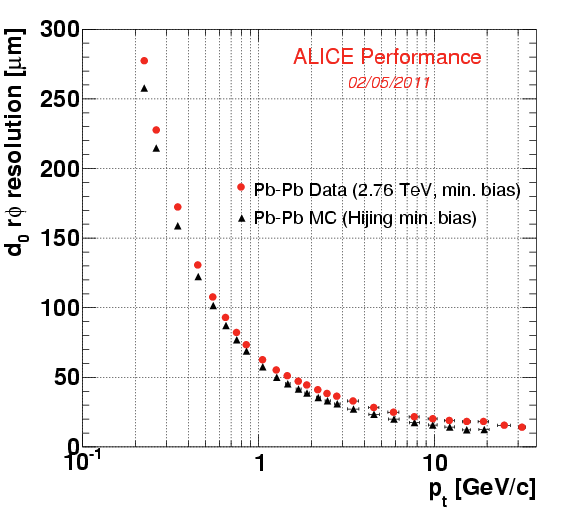 d0 rϕ resolution [μm]
300
250
200
150
100
50
0
ALICE Performance
02/05/2011
Pb-Pb Data (2.76 TeV, min. bias)
Pb-Pb MC (Hijing min. bias)
10-1
1
10
pt [GeV/c]